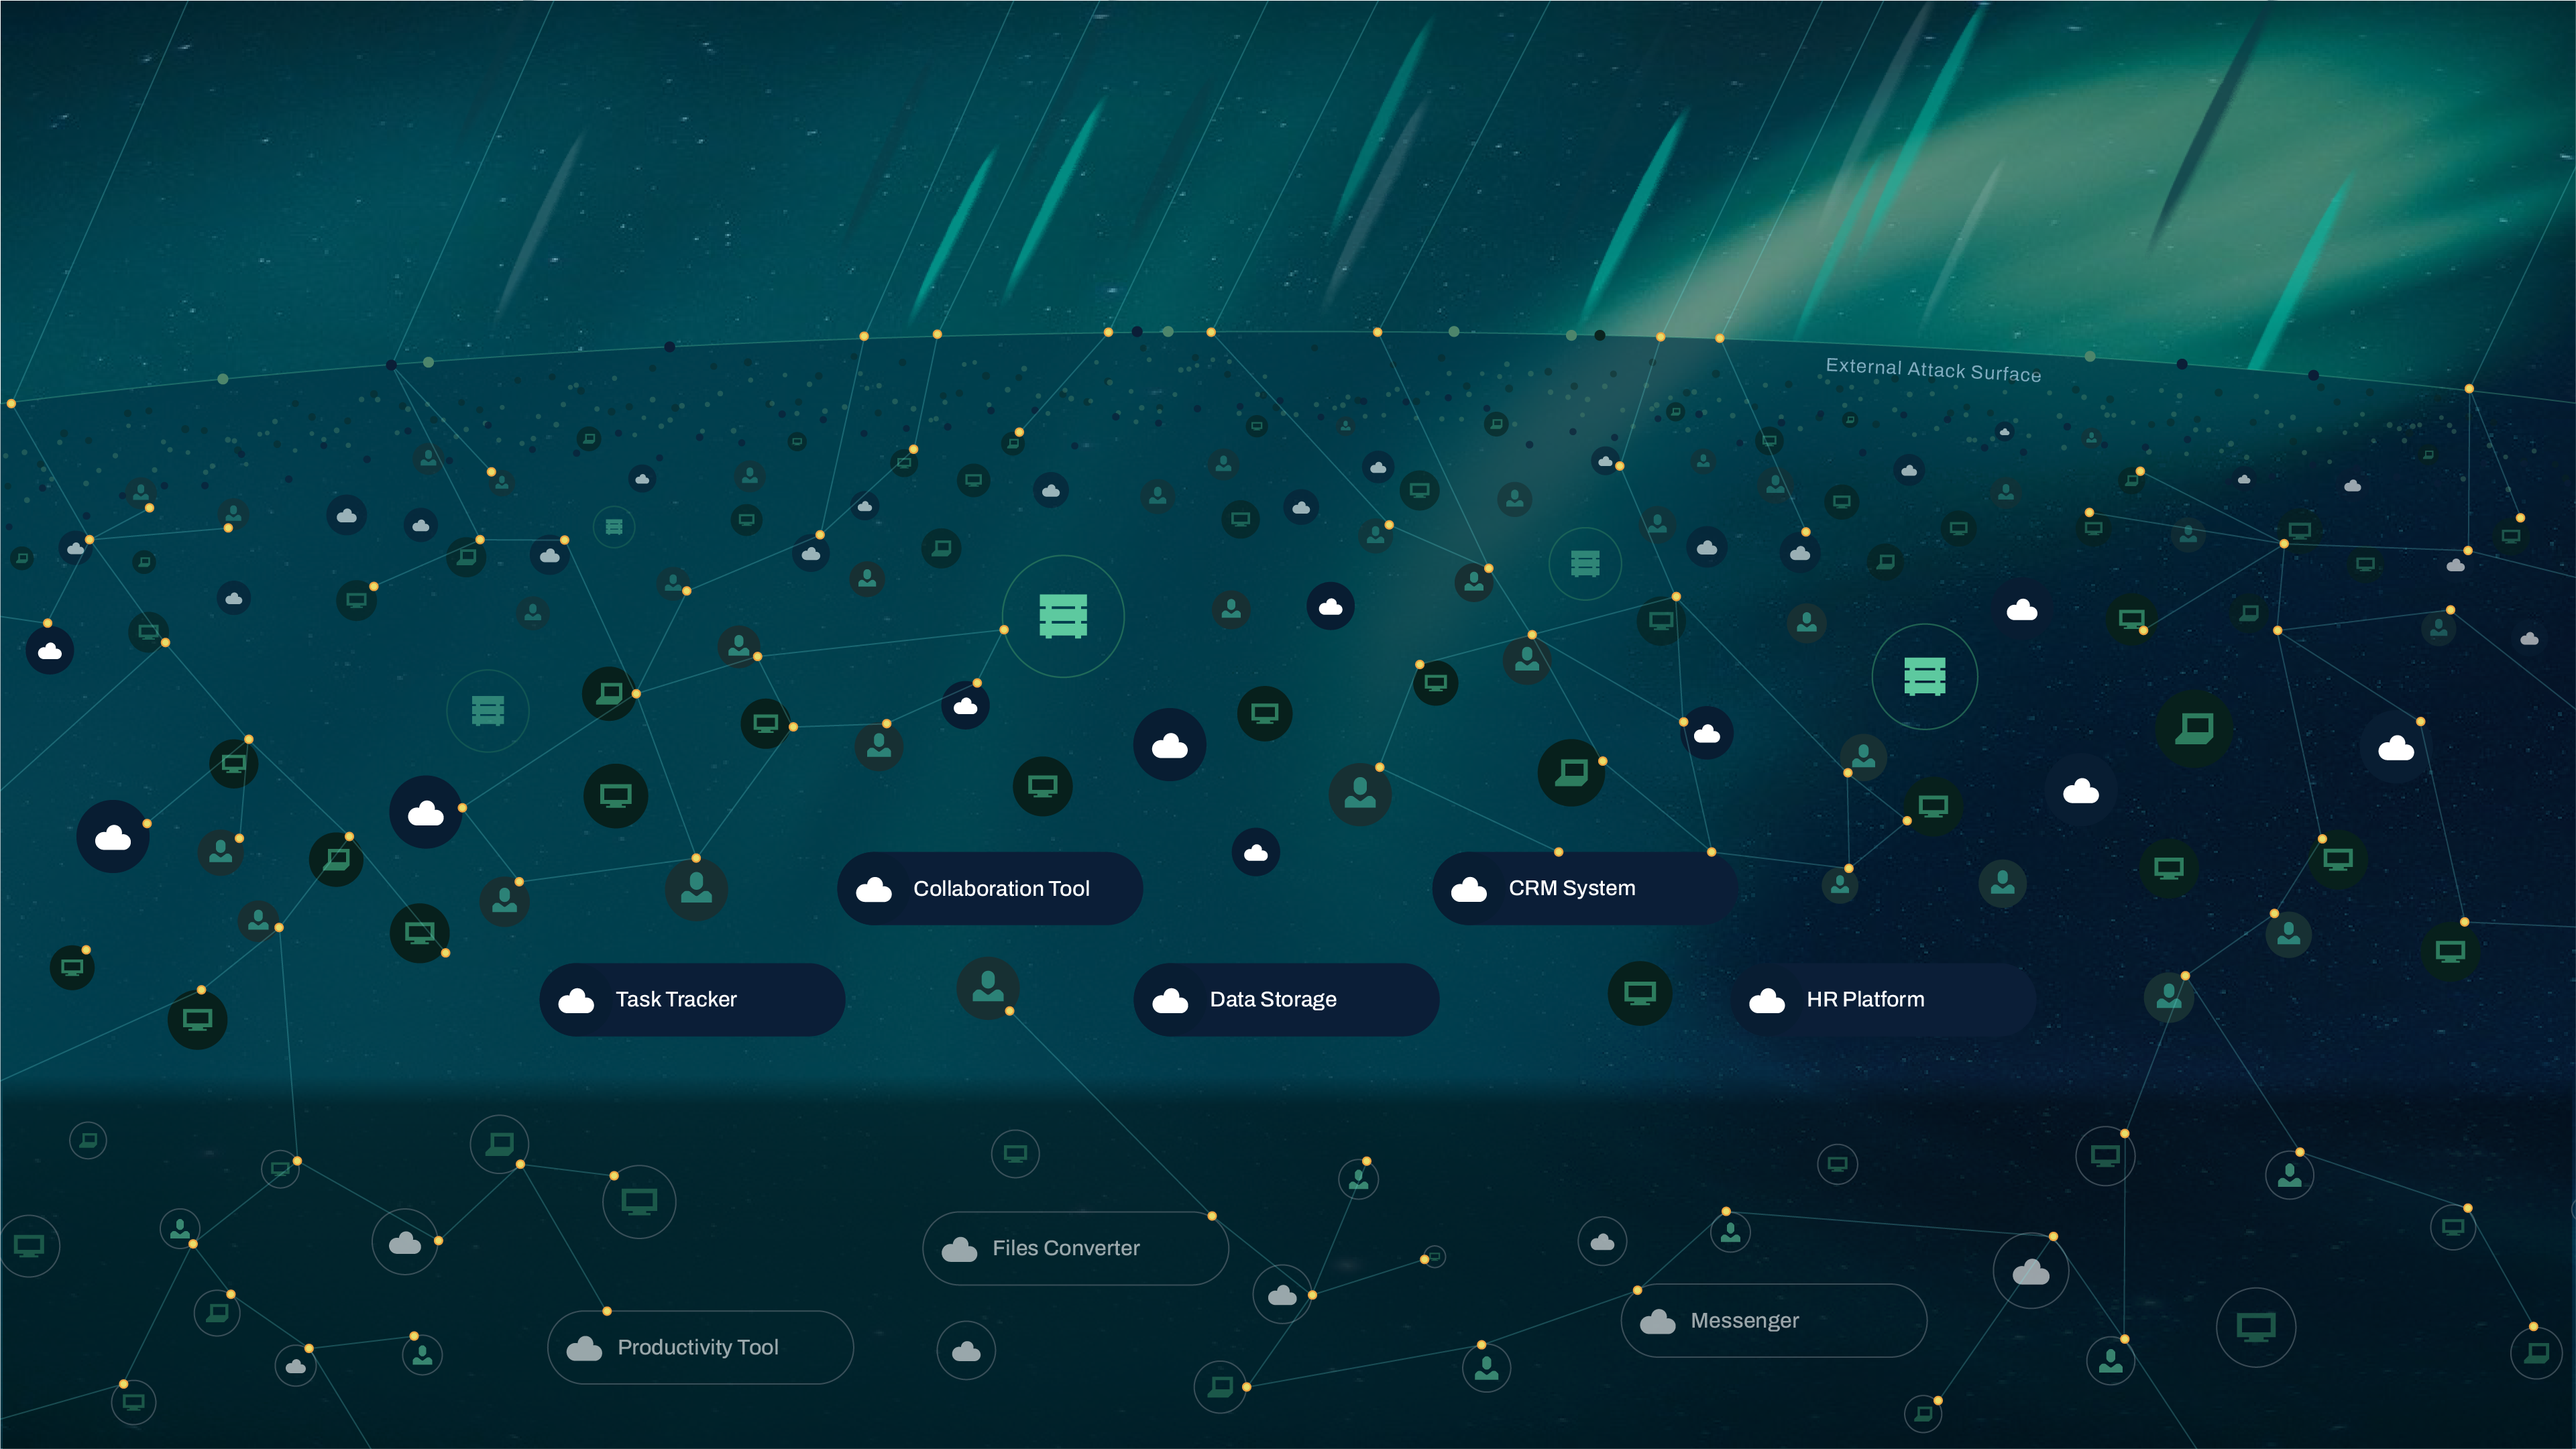 External Attack Surface
Collaboration Tool
CRM System
Task Tracker
Data Storage
HR Platform
Files Converter
Messenger
Productivity Tool